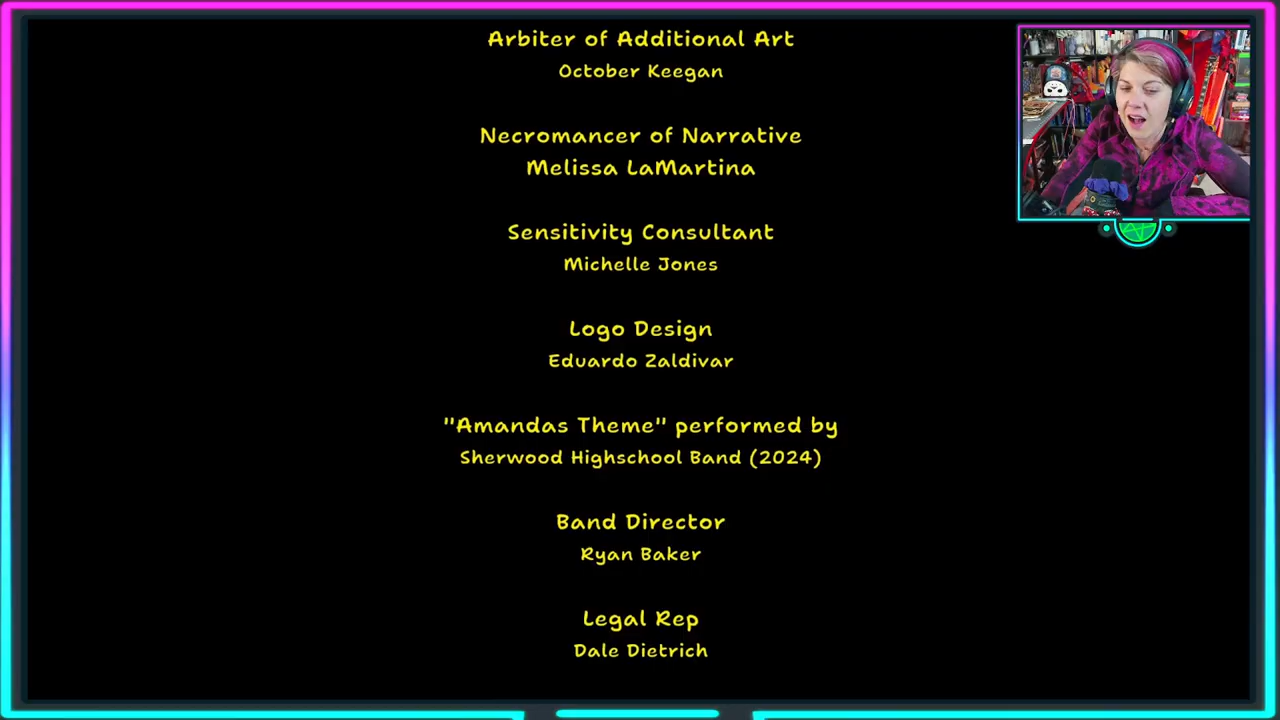 Arbiter of Additional Art
October Keegan
Necromancer of Narrative
Melissa LaMartina
Sensitivity Consultant
Michelle Jones
Logo Design
Eduardo Zaldivar
"Amandas Theme" performed by
Sherwood Highschool Band (2024)
Band Director
Ryan Baker
Legal Rep
Dale Dietrich